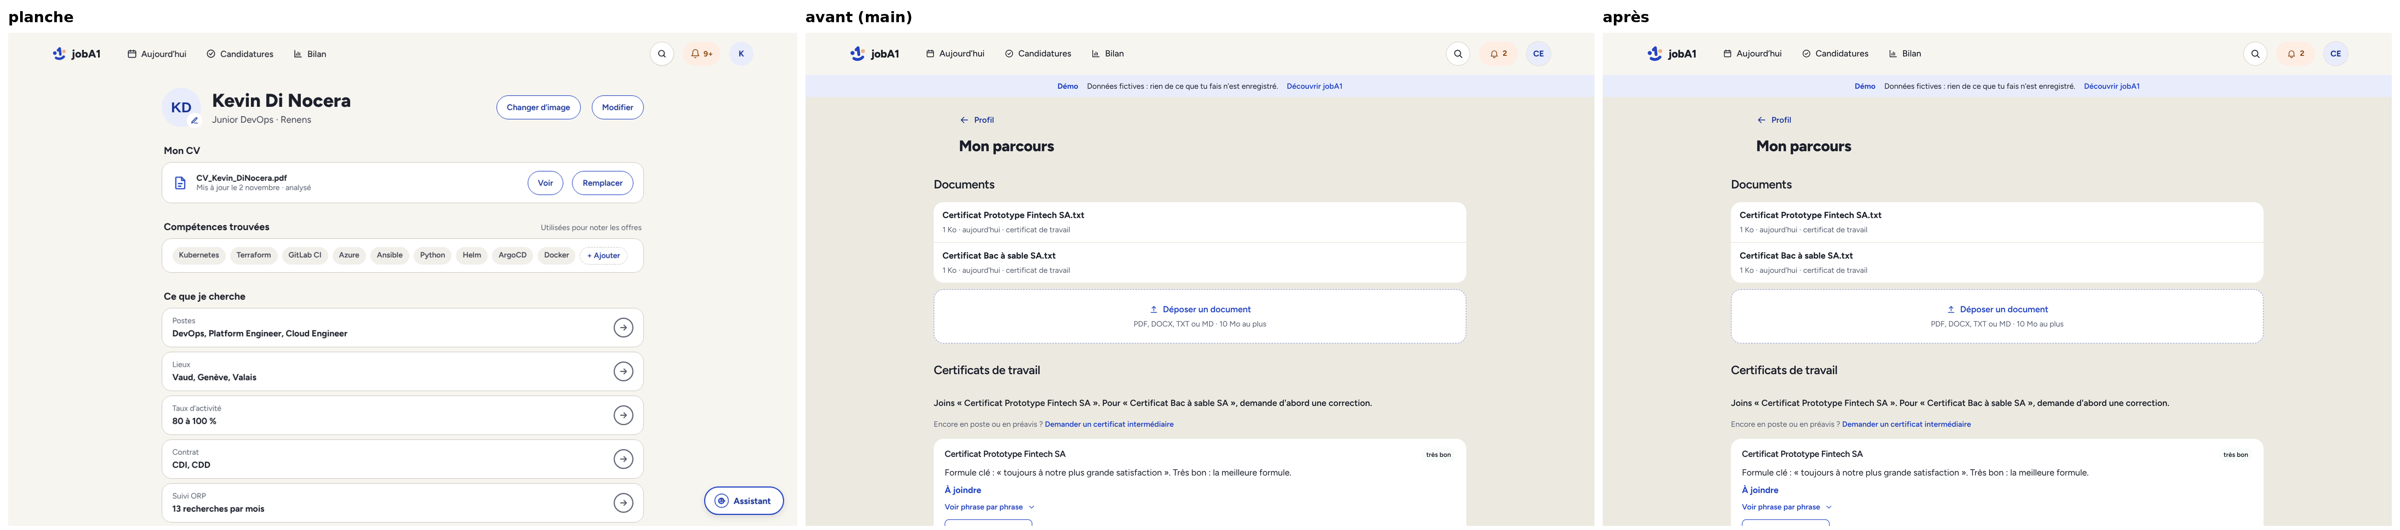 planche
jobA1 Aujourd'hui Candidatures Bilan 9+ K
KD
Kevin Di Nocera
Junior DevOps · Renens
Changer d'image Modifier
Mon CV
CV_Kevin_DiNocera.pdf
Mis à jour le 2 novembre · analysé
Voir Remplacer
Compétences trouvées Utilisées pour noter les offres
Kubernetes Terraform GitLab CI Azure Ansible Python Helm ArgoCD Docker + Ajouter
Ce que je cherche
Postes
DevOps, Platform Engineer, Cloud Engineer
Lieux
Vaud, Genève, Valais
Taux d'activité
80 à 100 %
Contrat
CDI, CDD
Suivi ORP
13 recherches par mois
Assistant
avant (main)
jobA1 Aujourd'hui Candidatures Bilan 2 CE
Démo Données fictives : rien de ce que tu fais n'est enregistré. Découvrir jobA1
Profil
Mon parcours
Documents
Certificat Prototype Fintech SA.txt
1 Ko · aujourd'hui · certificat de travail
Certificat Bac à sable SA.txt
1 Ko · aujourd'hui · certificat de travail
Déposer un document
PDF, DOCX, TXT ou MD · 10 Mo au plus
Certificats de travail
Joins « Certificat Prototype Fintech SA ». Pour « Certificat Bac à sable SA », demande d'abord une correction.
Encore en poste ou en préavis ? Demander un certificat intermédiaire
Certificat Prototype Fintech SA très bon
Formule clé : « toujours à notre plus grande satisfaction ». Très bon : la meilleure formule.
À joindre
Voir phrase par phrase
après
jobA1 Aujourd'hui Candidatures Bilan 2 CE
Démo Données fictives : rien de ce que tu fais n'est enregistré. Découvrir jobA1
Profil
Mon parcours
Documents
Certificat Prototype Fintech SA.txt
1 Ko · aujourd'hui · certificat de travail
Certificat Bac à sable SA.txt
1 Ko · aujourd'hui · certificat de travail
Déposer un document
PDF, DOCX, TXT ou MD · 10 Mo au plus
Certificats de travail
Joins « Certificat Prototype Fintech SA ». Pour « Certificat Bac à sable SA », demande d'abord une correction.
Encore en poste ou en préavis ? Demander un certificat intermédiaire
Certificat Prototype Fintech SA très bon
Formule clé : « toujours à notre plus grande satisfaction ». Très bon : la meilleure formule.
À joindre
Voir phrase par phrase